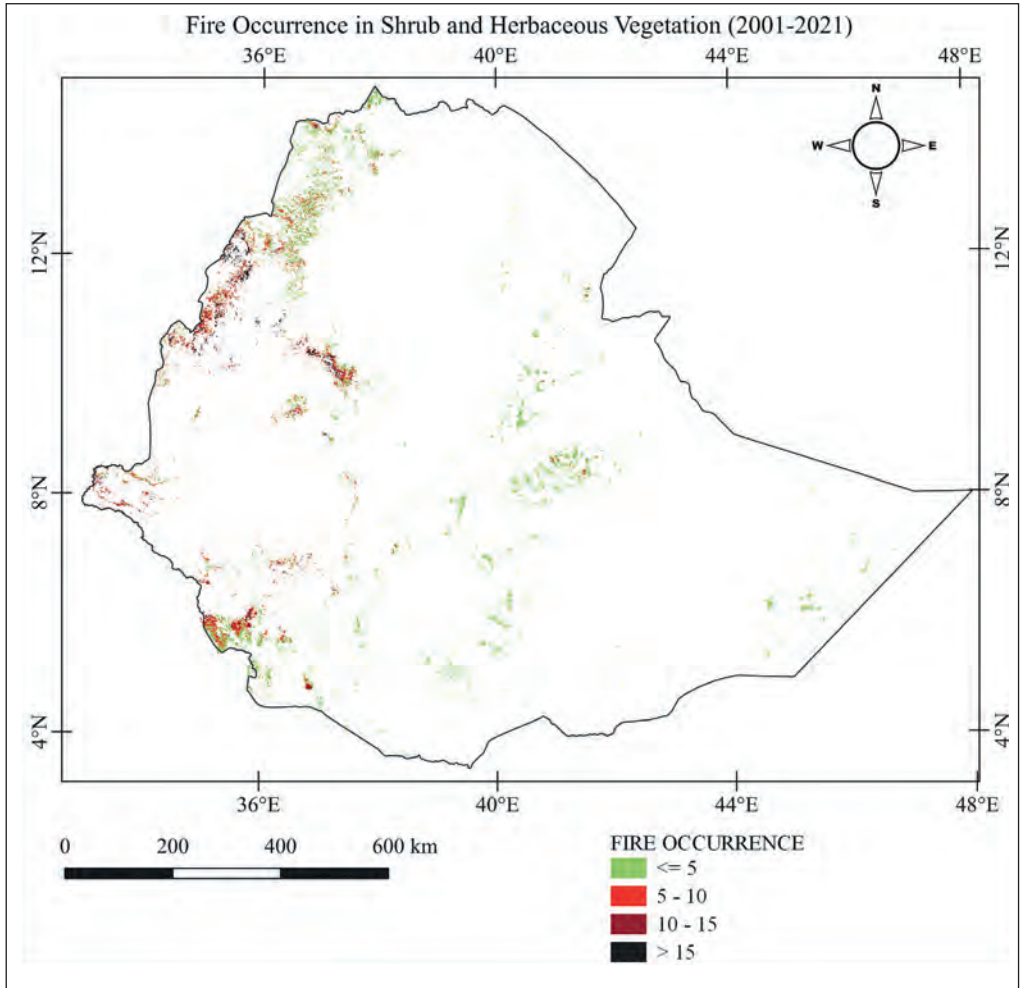 Fire Occurrence in Shrub and Herbaceous Vegetation (2001-2021)
36°E 40°E 44°E 48°E
N
W E
S
12°N 12°N
8°N 8°N
4°N 4°N
36°E 40°E 44°E 48°E
0 200 400 600 km
FIRE OCCURRENCE
<= 5
5 - 10
10 - 15
> 15